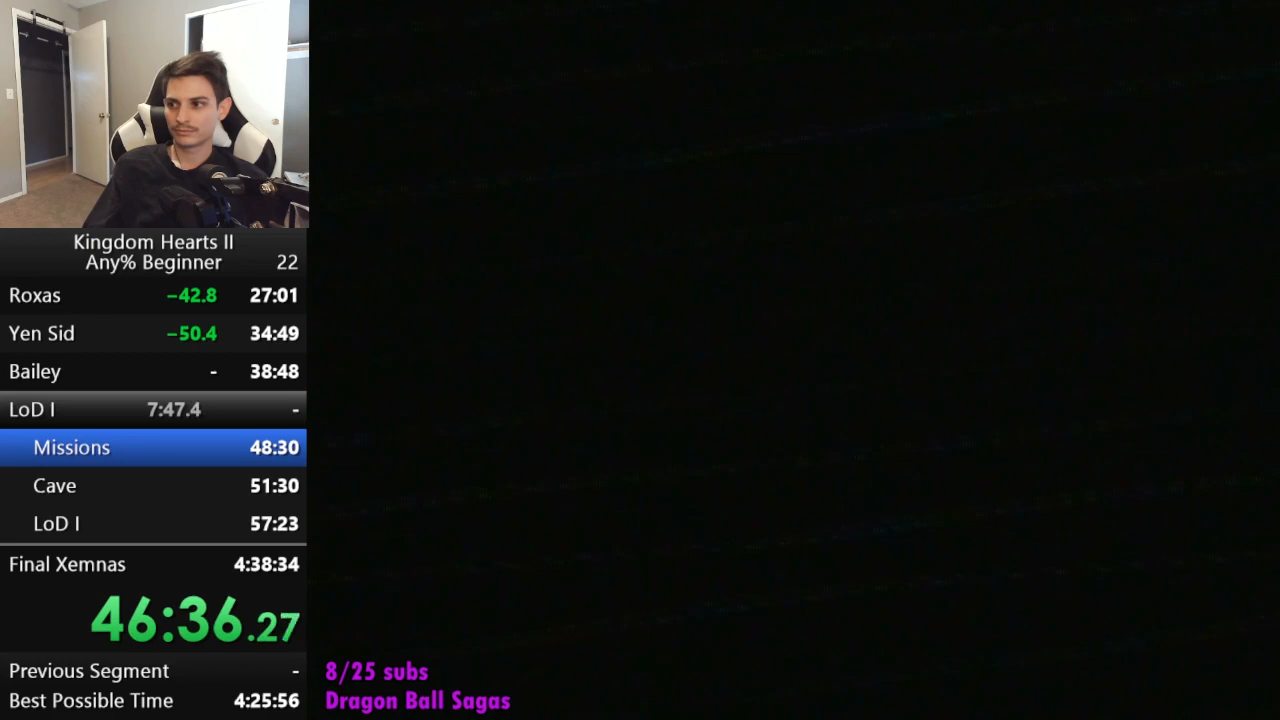 Kingdom Hearts II
Any% Beginner 22
Roxas -42.8 27:01
Yen Sid -50.4 34:49
Bailey - 38:48
LoD I 7:47.4 -
Missions 48:30
Cave 51:30
LoD I 57:23
Final Xemnas 4:38:34
46:36.27
Previous Segment -
Best Possible Time 4:25:56
8/25 subs
Dragon Ball Sagas